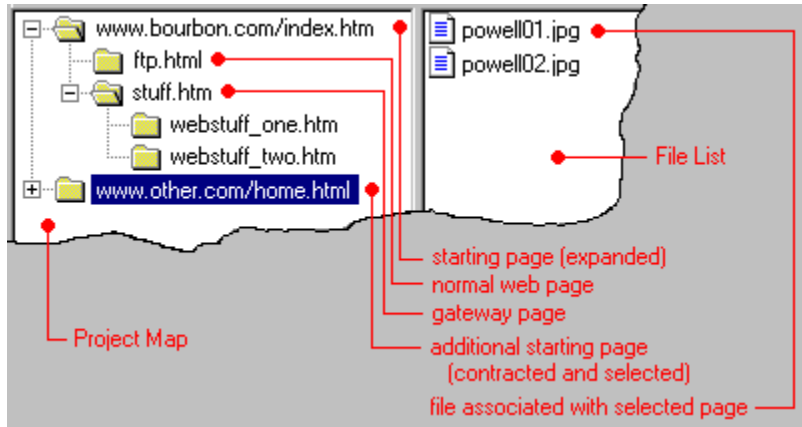 www.bourbon.com/index.htm
ftp.html
stuff.htm
webstuff_one.htm
webstuff_two.htm
www.other.com/home.html
powell01.jpg
powell02.jpg
File List
starting page (expanded)
normal web page
gateway page
Project Map
additional starting page
(contracted and selected)
file associated with selected page